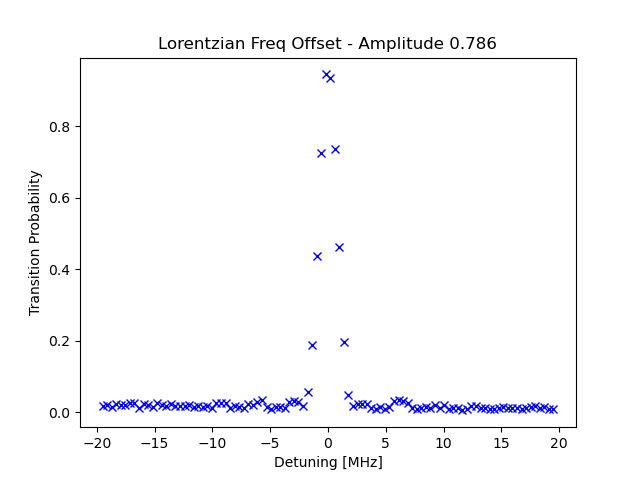 Lorentzian Freq Offset - Amplitude 0.786
Transition Probability
0.8
0.6
0.4
0.2
0.0
−20 −15 −10 −5 0 5 10 15 20
Detuning [MHz]